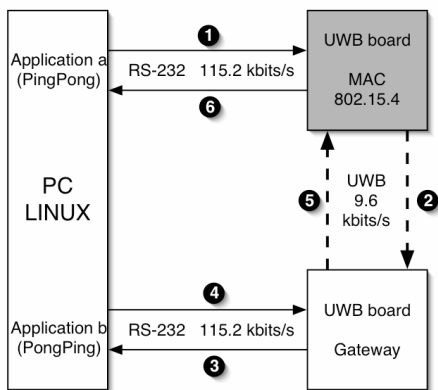 1
UWB board
Application a
(PingPong)
RS-232 115.2 kbits/s
MAC
802.15.4
6
PC
LINUX
5
UWB
9.6
kbits/s
2
4
UWB board
Application b
(PongPing)
RS-232 115.2 kbits/s
Gateway
3